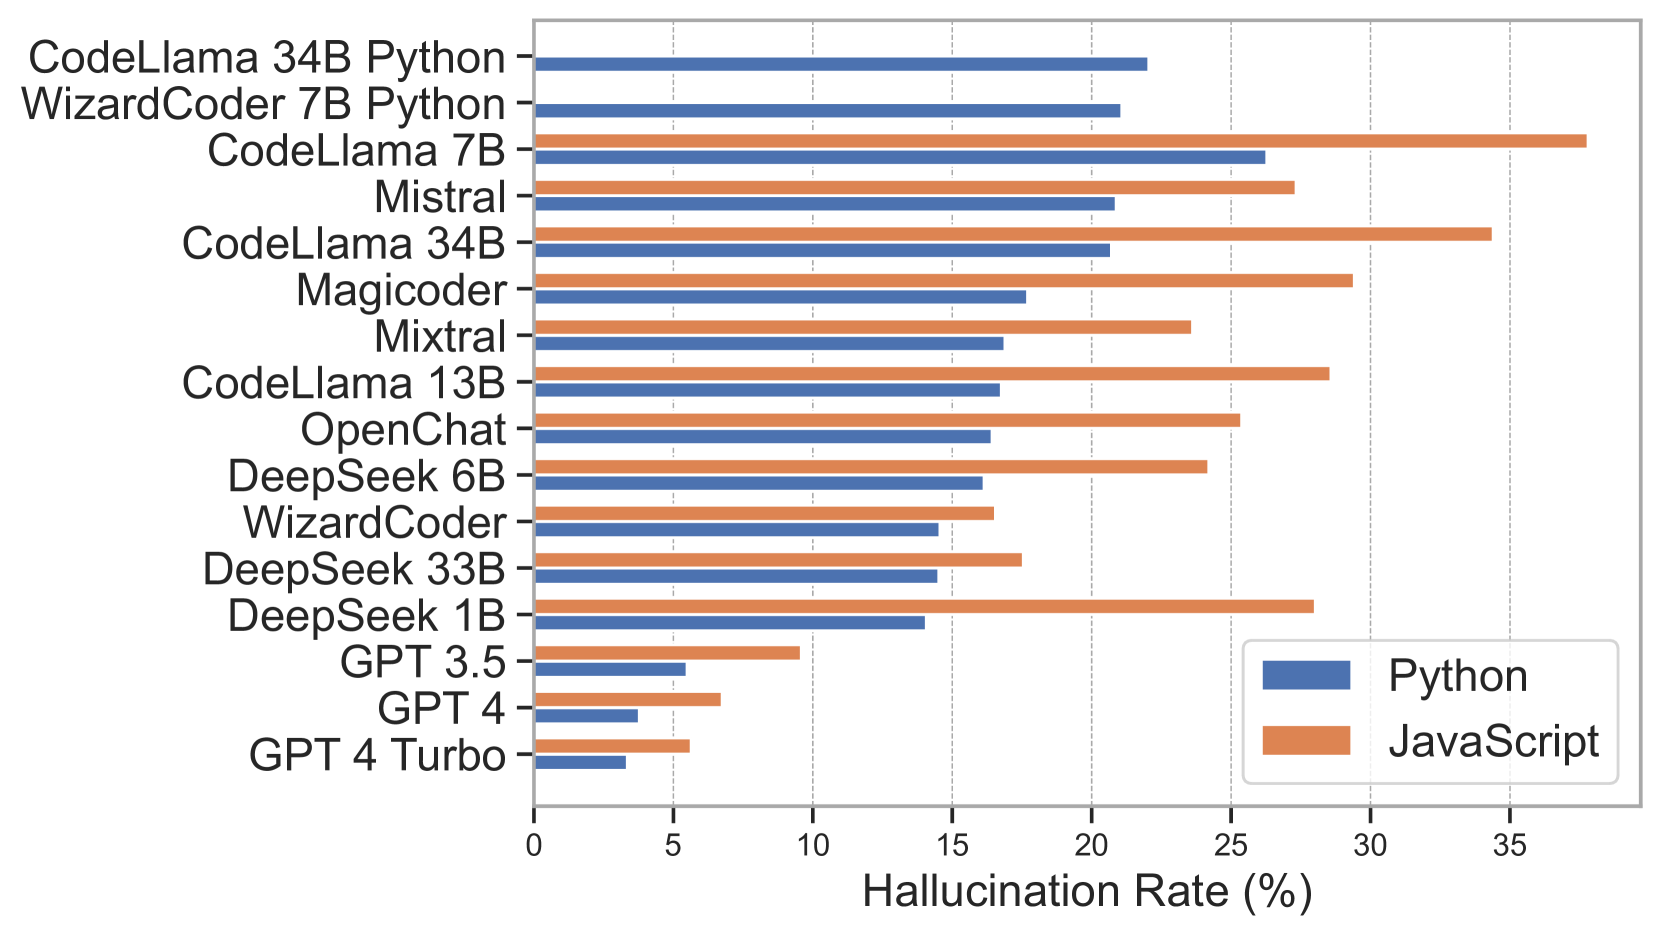 CodeLlama 34B Python
WizardCoder 7B Python
CodeLlama 7B
Mistral
CodeLlama 34B
Magicoder
Mixtral
CodeLlama 13B
OpenChat
DeepSeek 6B
WizardCoder
DeepSeek 33B
DeepSeek 1B
GPT 3.5
GPT 4
GPT 4 Turbo
Python
JavaScript
0 5 10 15 20 25 30 35
Hallucination Rate (%)